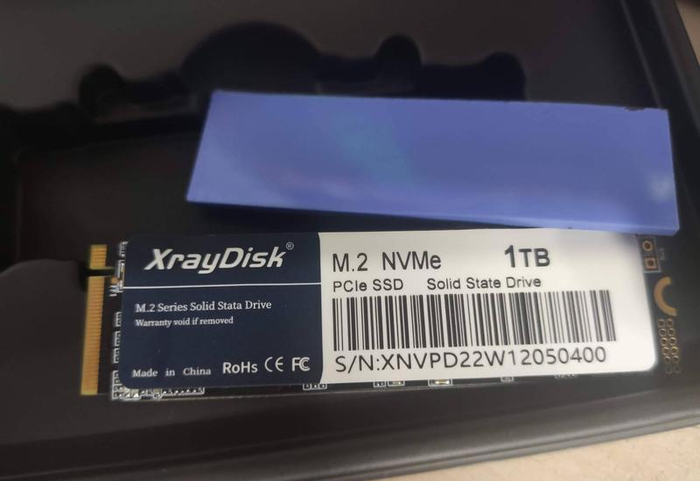 XrayDisk®
M.2 Series Solid Stata Drive
Warranty void if removed
Made in China RoHS CE FC
M.2 NVMe 1TB
PCIe SSD Solid State Drive
S/N:XNVPD22W12050400